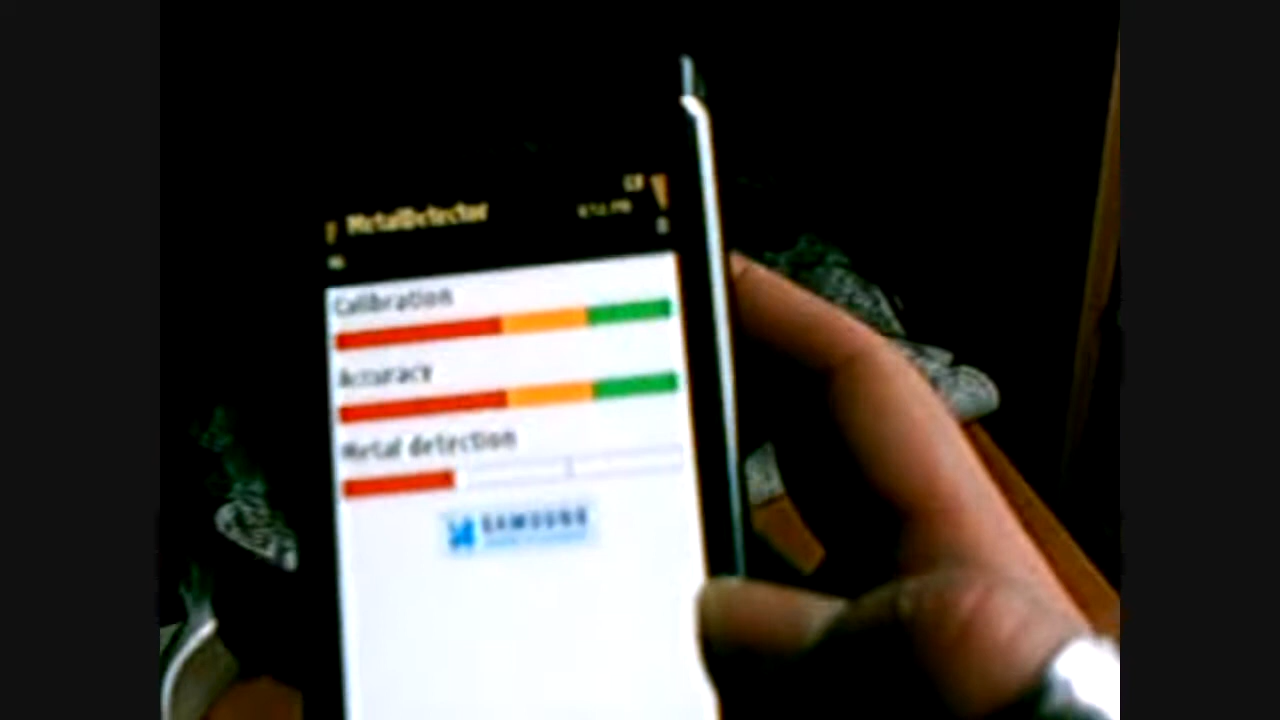 MetalDetector
Calibration
Accuracy
Metal detection
SAMSUNG